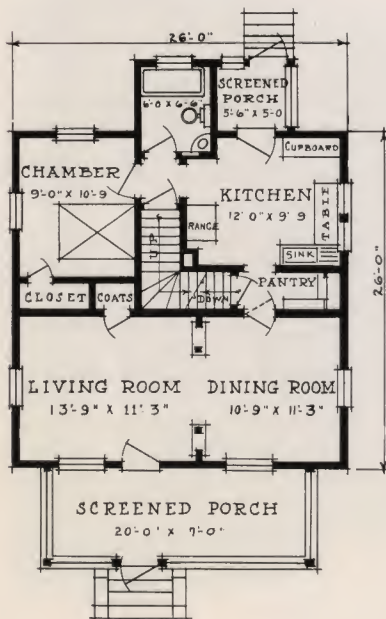 26'-0"
SCREENED
PORCH
5'-6" X 5'-0
6'-0 X 6'-6"
CUPBOARD
CHAMBER
9'-0" X 10'-9
KITCHEN
12' 0" X 9' 9
TABLE
RANGE
UP
SINK
DOWN
PANTRY
CLOSET
COATS
26'-0"
LIVING ROOM
13'-9" X 11' 3"
DINING ROOM
10'-9" X 11'-3"
SCREENED PORCH
20'-0' X 7'-0"